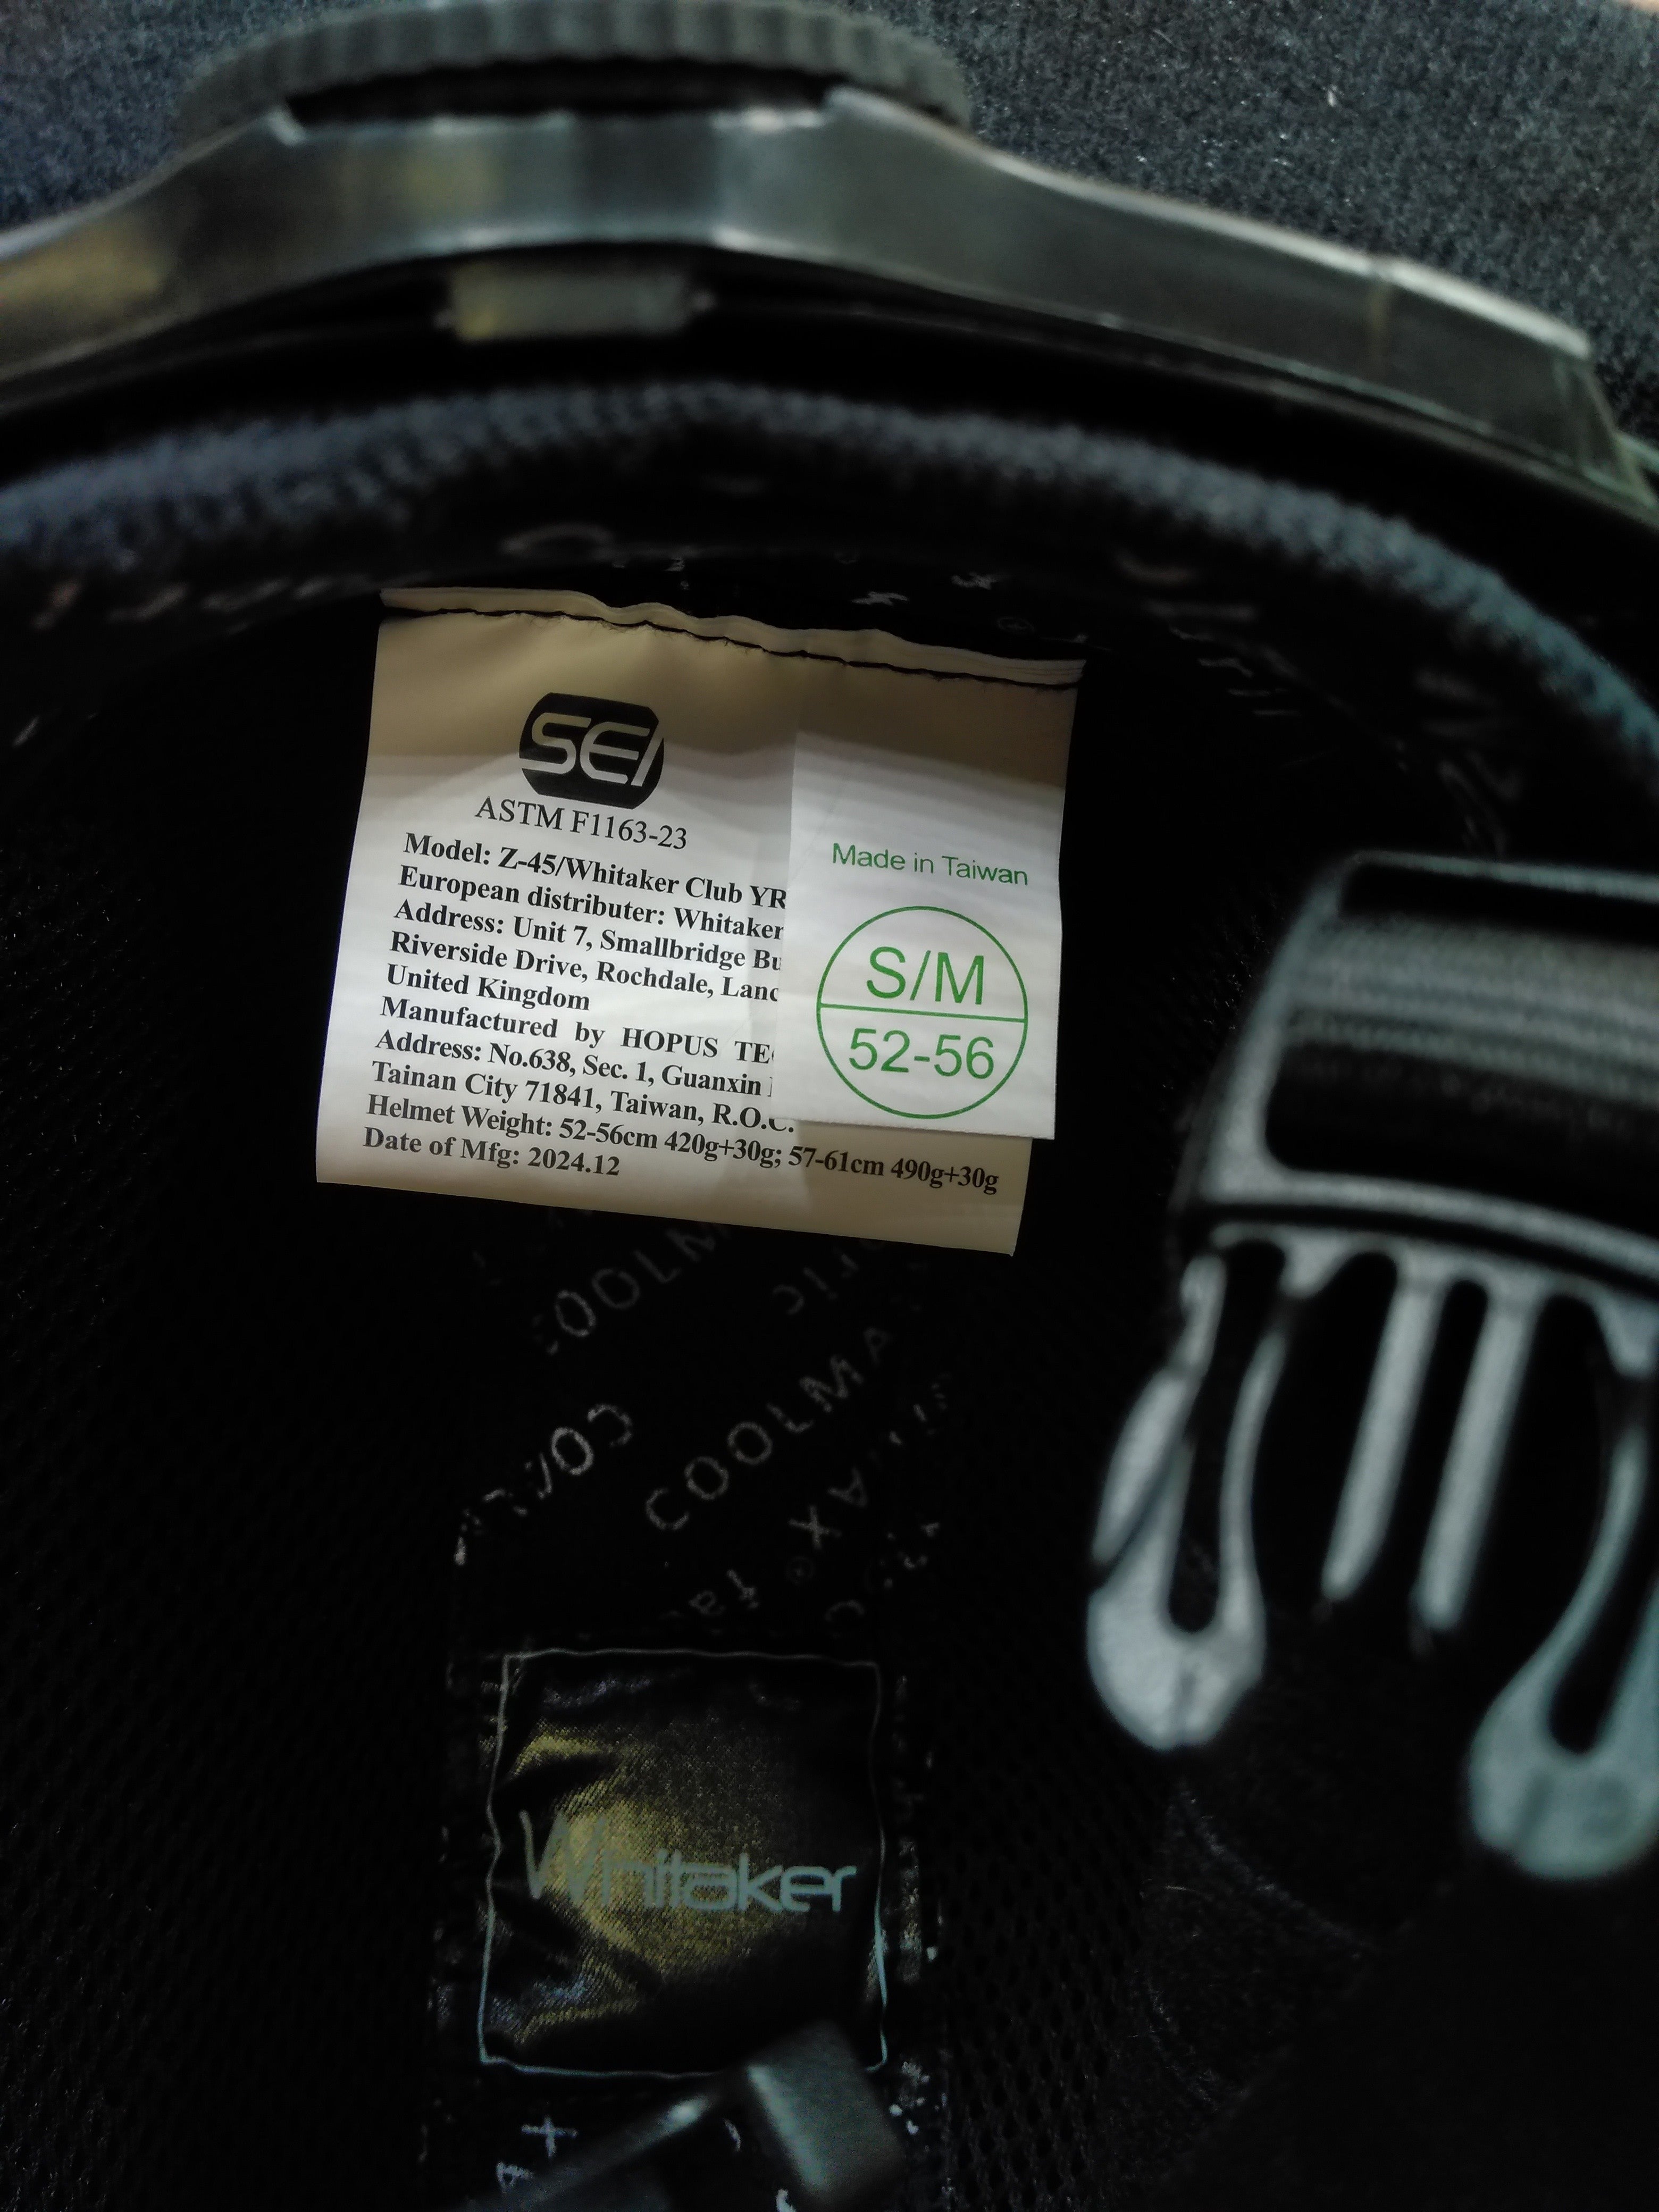 SEI
ASTM F1163-23
Model: Z-45/Whitaker Club YR
European distributer: Whitaker
Address: Unit 7, Smallbridge Bu
Riverside Drive, Rochdale, Lanc
United Kingdom
Manufactured by HOPUS TE
Address: No.638, Sec. 1, Guanxin
Tainan City 71841, Taiwan, R.O.C.
Helmet Weight: 52-56cm 420g+30g; 57-61cm 490g+30g
Date of Mfg: 2024.12
Made in Taiwan
S/M
52-56
COOLMA
Whitaker